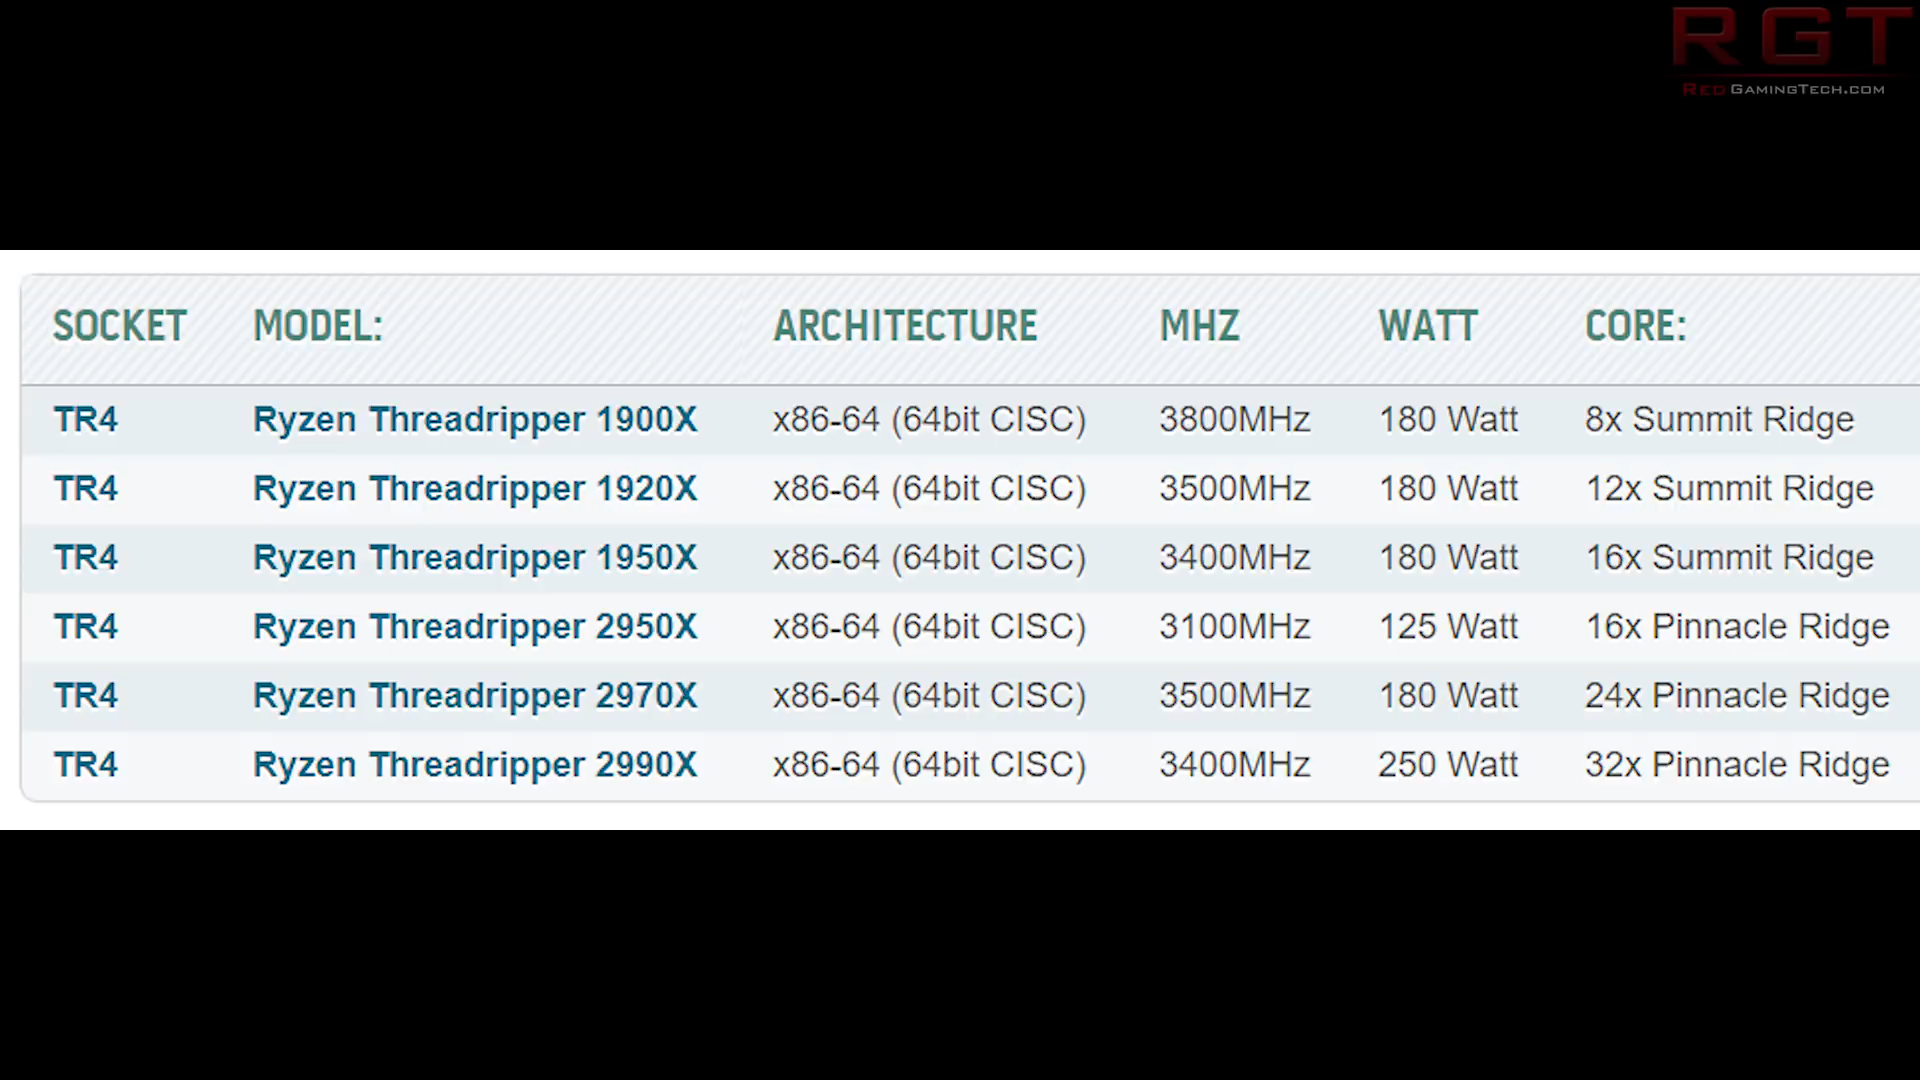 RGT
RedGamingTech.com
SOCKET MODEL: ARCHITECTURE MHZ WATT CORE:
TR4 Ryzen Threadripper 1900X x86-64 (64bit CISC) 3800MHz 180 Watt 8x Summit Ridge
TR4 Ryzen Threadripper 1920X x86-64 (64bit CISC) 3500MHz 180 Watt 12x Summit Ridge
TR4 Ryzen Threadripper 1950X x86-64 (64bit CISC) 3400MHz 180 Watt 16x Summit Ridge
TR4 Ryzen Threadripper 2950X x86-64 (64bit CISC) 3100MHz 125 Watt 16x Pinnacle Ridge
TR4 Ryzen Threadripper 2970X x86-64 (64bit CISC) 3500MHz 180 Watt 24x Pinnacle Ridge
TR4 Ryzen Threadripper 2990X x86-64 (64bit CISC) 3400MHz 250 Watt 32x Pinnacle Ridge